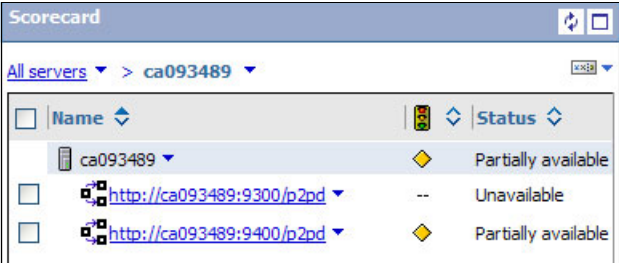 Scorecard
All servers > ca093489
Name Status
ca093489 Partially available
http://ca093489:9300/p2pd -- Unavailable
http://ca093489:9400/p2pd Partially available